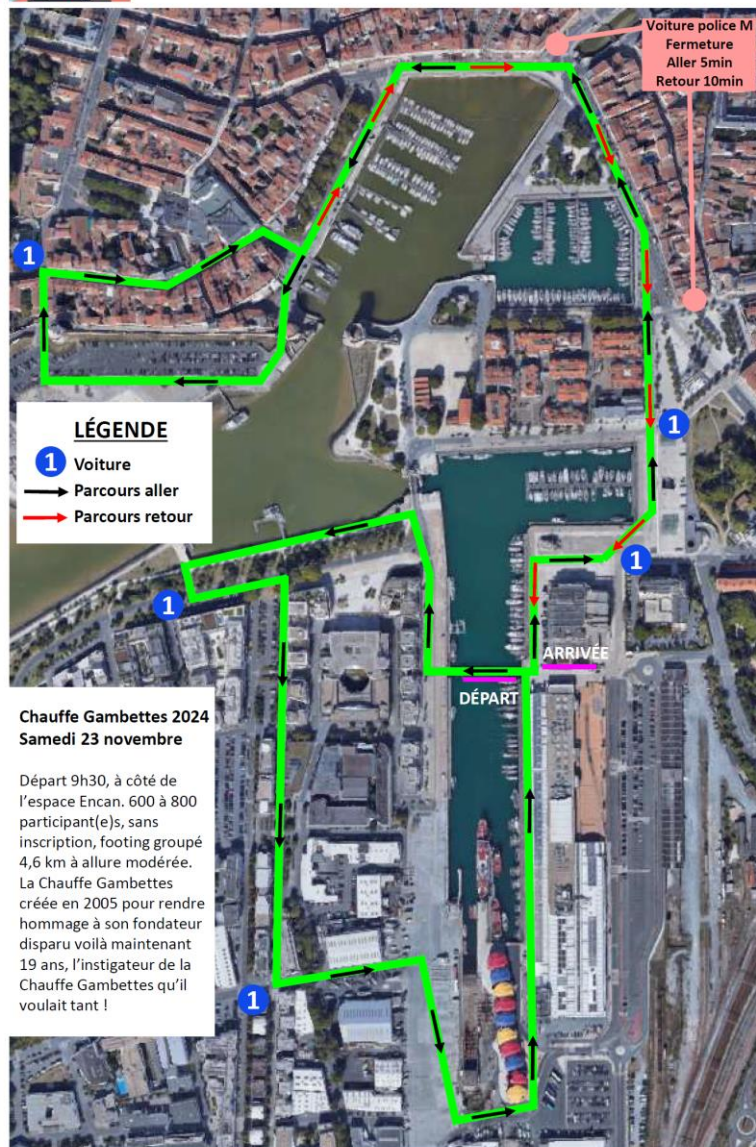 Voiture police M
Fermeture
Aller 5min
Retour 10min
1
1
LÉGENDE
1 Voiture
Parcours aller
Parcours retour
1
1
ARRIVÉE
DÉPART
Chauffe Gambettes 2024
Samedi 23 novembre
Départ 9h30, à côté de
l'espace Encan. 600 à 800
participant(e)s, sans
inscription, footing groupé
4,6 km à allure modérée.
La Chauffe Gambettes
créée en 2005 pour rendre
hommage à son fondateur
disparu voilà maintenant
19 ans, l'instigateur de la
Chauffe Gambettes qu'il
voulait tant !
1